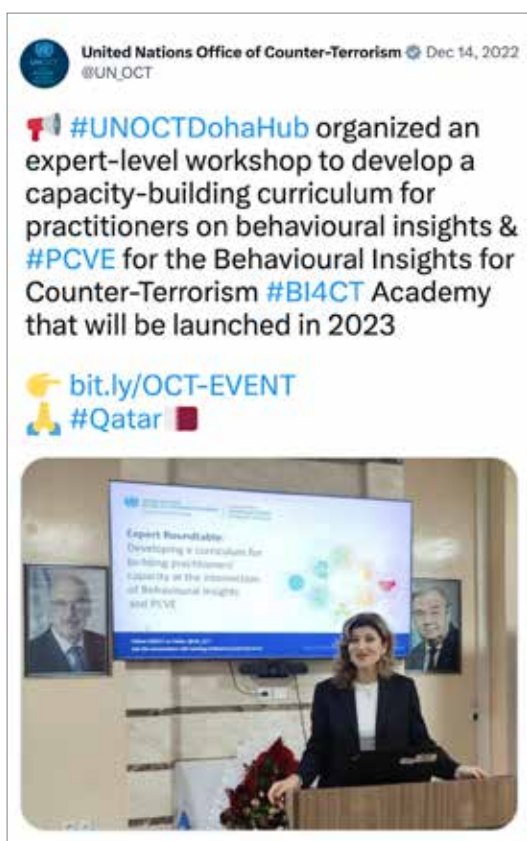 United Nations Office of Counter-Terrorism Dec 14, 2022
@UN_OCT
#UNOCTDohaHub organized an
expert-level workshop to develop a
capacity-building curriculum for
practitioners on behavioural insights &
#PCVE for the Behavioural Insights for
Counter-Terrorism #BI4CT Academy
that will be launched in 2023
bit.ly/OCT-EVENT
#Qatar
Expert Roundtable:
Developing a curriculum for
building practitioners'
capacity at the intersection
of Behavioural Insights
and PCVE